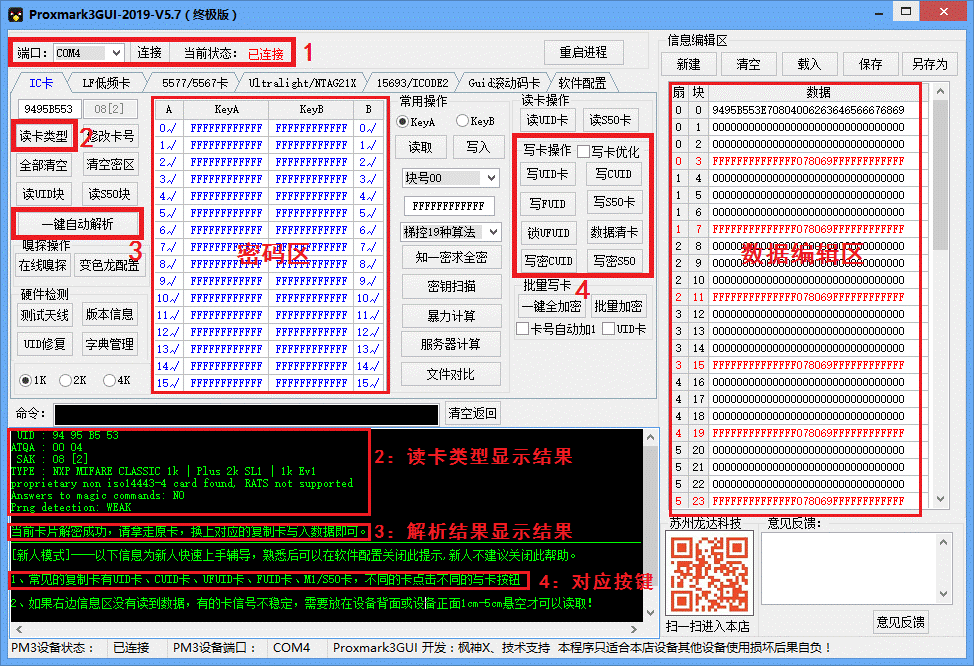 Proxmark3GUI-2019-V5.7 ( 终极版 )
端口: COM4 连接 当前状态: 已连接 1
重启进程
信息编辑区
新建 清空 载入 保存 另存为
IC卡 LF低频卡 5577/5567卡 Ultralight/NTAG21X 15693/ICODE2 Guid滚动码卡 软件配置
9495B553 08[2]
读卡类型 2 修改卡号
全部清空 清空密区
读UID块 读S50块
一键自动解析
3
嗅探操作
在线嗅探 变色龙配置
硬件检测
测试天线 版本信息
UID修复 字典管理
1K 2K 4K
A KeyA KeyB B
0✓ FFFFFFFFFFFF FFFFFFFFFFFF 0✓
1✓ FFFFFFFFFFFF FFFFFFFFFFFF 1✓
2✓ FFFFFFFFFFFF FFFFFFFFFFFF 2✓
3✓ FFFFFFFFFFFF FFFFFFFFFFFF 3✓
4✓ FFFFFFFFFFFF FFFFFFFFFFFF 4✓
5✓ FFFFFFFFFFFF FFFFFFFFFFFF 5✓
6✓ FFFFFFFFFFFF FFFFFFFFFFFF 6✓
7✓ FFFFFFFFFFFF FFFFFFFFFFFF 7✓
密码区
8✓ FFFFFFFFFFFF FFFFFFFFFFFF 8✓
9✓ FFFFFFFFFFFF FFFFFFFFFFFF 9✓
10✓ FFFFFFFFFFFF FFFFFFFFFFFF 10✓
11✓ FFFFFFFFFFFF FFFFFFFFFFFF 11✓
12✓ FFFFFFFFFFFF FFFFFFFFFFFF 12✓
13✓ FFFFFFFFFFFF FFFFFFFFFFFF 13✓
14✓ FFFFFFFFFFFF FFFFFFFFFFFF 14✓
15✓ FFFFFFFFFFFF FFFFFFFFFFFF 15✓
常用操作
KeyA KeyB
读取 写入
块号00
FFFFFFFFFFFF
梯控19种算法
知一密求全密
密钥扫描
暴力计算
服务器计算
文件对比
读卡操作
读UID卡 读S50卡
写卡操作 写卡优化
写UID卡 写CUID
写FUID 写S50卡
锁UFUID 数据清卡
写密CUID 写密S50
4
批量写卡
一键全加密 批量加密
卡号自动加1 UID卡
扇 块 数据
0 0 9495B553E70804006263646566676869
0 1 00000000000000000000000000000000
0 2 00000000000000000000000000000000
0 3 FFFFFFFFFFFFFF078069FFFFFFFFFFFF
1 4 00000000000000000000000000000000
1 5 00000000000000000000000000000000
1 6 00000000000000000000000000000000
1 7 FFFFFFFFFFFFFF078069FFFFFFFFFFFF
2 8 00000000000000000000000000000000
数据编辑区
2 9 00000000000000000000000000000000
2 10 00000000000000000000000000000000
2 11 FFFFFFFFFFFFFF078069FFFFFFFFFFFF
3 12 00000000000000000000000000000000
3 13 00000000000000000000000000000000
3 14 00000000000000000000000000000000
3 15 FFFFFFFFFFFFFF078069FFFFFFFFFFFF
4 16 00000000000000000000000000000000
4 17 00000000000000000000000000000000
4 18 00000000000000000000000000000000
4 19 FFFFFFFFFFFFFF078069FFFFFFFFFFFF
5 20 00000000000000000000000000000000
5 21 00000000000000000000000000000000
5 22 00000000000000000000000000000000
5 23 FFFFFFFFFFFFFF078069FFFFFFFFFFFF
命令: 清空返回
UID : 94 95 B5 53
ATQA : 00 04
SAK : 08 [2]
TYPE : NXP MIFARE CLASSIC 1k | Plus 2k SL1 | 1k Ev1
proprietary non iso14443-4 card found, RATS not supported
Answers to magic commands: NO
Prng detection: WEAK
2: 读卡类型显示结果
当前卡片解密成功，请拿走原卡，换上对应的复制卡写入数据即可。
3: 解析结果显示结果
[新人模式]——以下信息为新人快速上手辅导，熟悉后可以在软件配置关闭此提示,新人不建议关闭此帮助。
1、常见的复制卡有UID卡、CUID卡、UFUID卡、FUID卡、M1/S50卡，不同的卡点击不同的写卡按钮
4: 对应按键
2、如果右边信息区没有读到数据，有的卡信号不稳定，需要放在设备背面或设备正面1cm-5cm悬空才可以读取!
苏州龙达科技
扫一扫进入本店
意见反馈:
意见反馈
PM3设备状态： 已连接 PM3设备端口： COM4 Proxmark3GUI 开发：枫神X、技术支持 本程序只适合本店设备其他设备使用损坏后果自负！